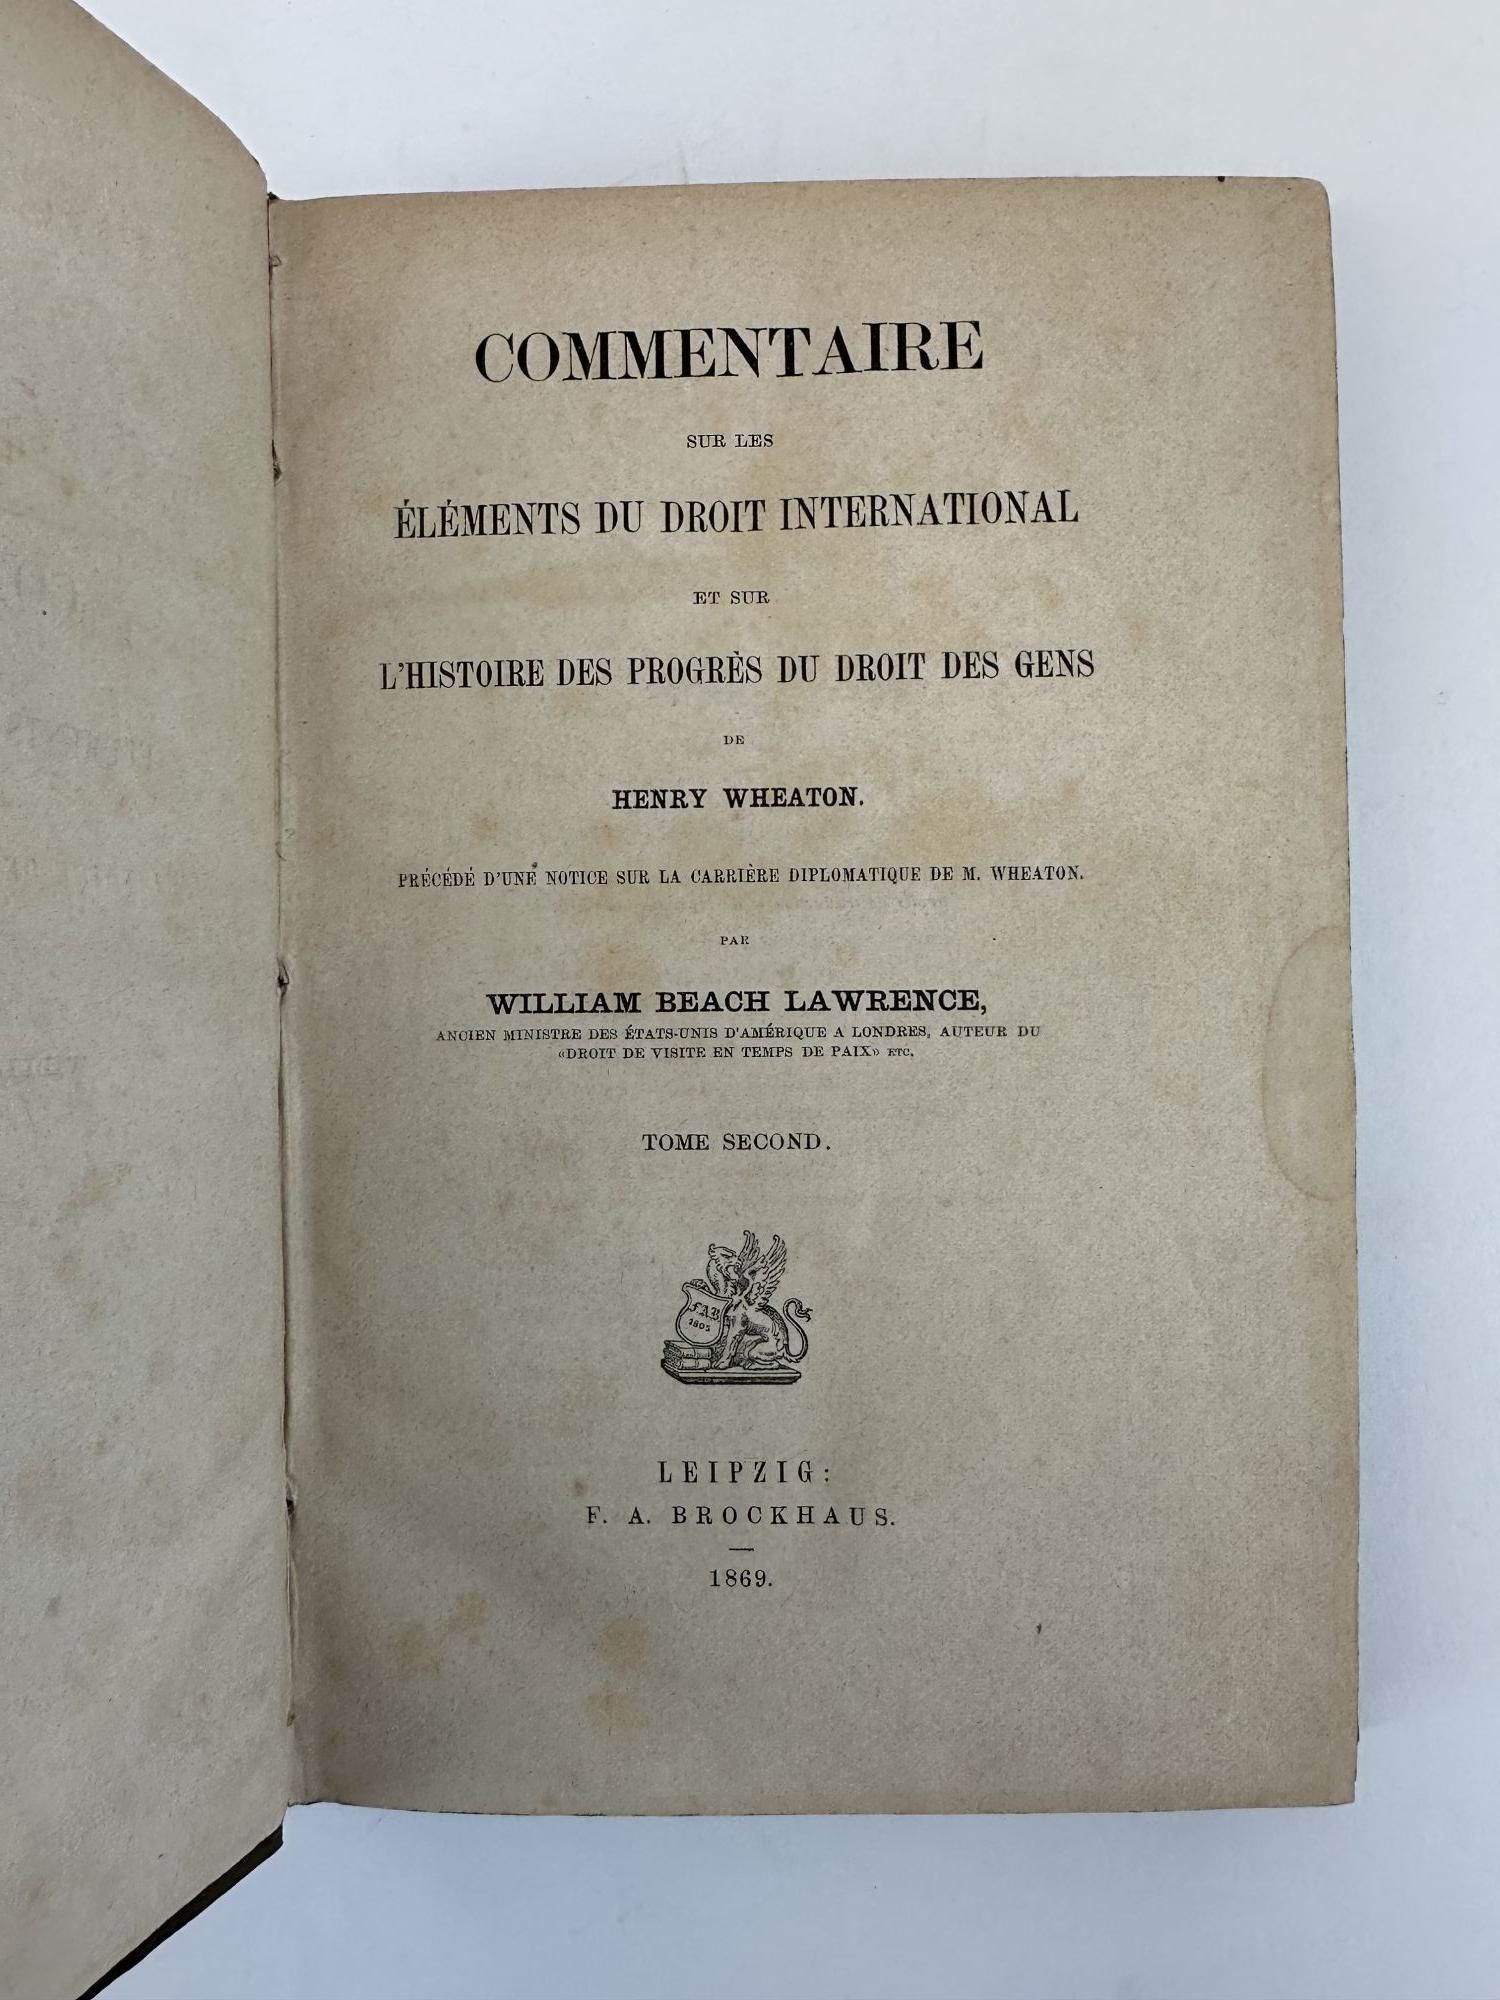 COMMENTAIRE
SUR LES
ÉLÉMENTS DU DROIT INTERNATIONAL
ET SUR
L'HISTOIRE DES PROGRÈS DU DROIT DES GENS
DE
HENRY WHEATON.
PRÉCÉDÉ D'UNE NOTICE SUR LA CARRIÈRE DIPLOMATIQUE DE M. WHEATON.
PAR
WILLIAM BEACH LAWRENCE,
ANCIEN MINISTRE DES ÉTATS-UNIS D'AMÉRIQUE A LONDRES, AUTEUR DU
«DROIT DE VISITE EN TEMPS DE PAIX» ETC.
TOME SECOND.
F.A.B
1805
LEIPZIG:
F. A. BROCKHAUS.
1869.